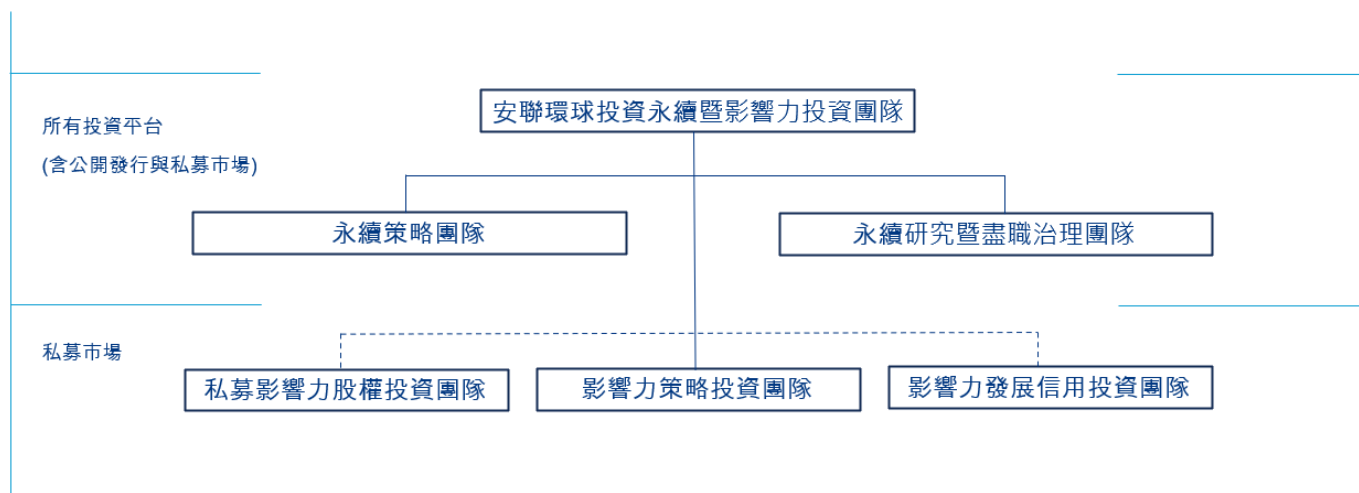 安聯環球投資永續暨影響力投資團隊
所有投資平台
(含公開發行與私募市場)
永續策略團隊
永續研究暨盡職治理團隊
私募市場
私募影響力股權投資團隊
影響力策略投資團隊
影響力發展信用投資團隊